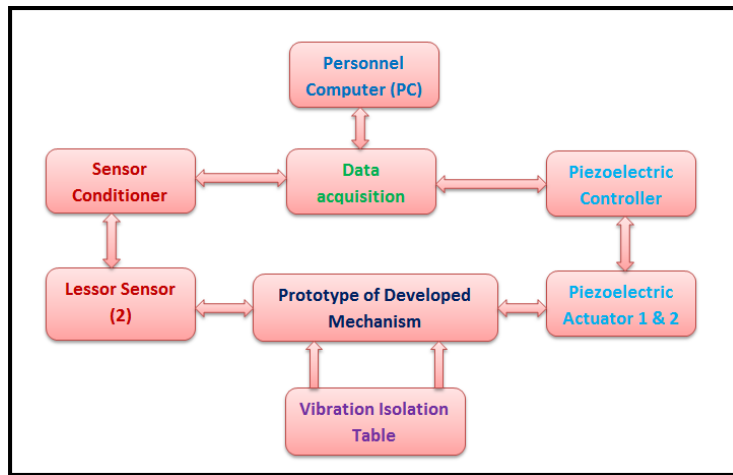 Personnel
Computer (PC)
Sensor
Conditioner
Data
acquisition
Piezoelectric
Controller
Lessor Sensor
(2)
Prototype of Developed
Mechanism
Piezoelectric
Actuator 1 & 2
Vibration Isolation
Table